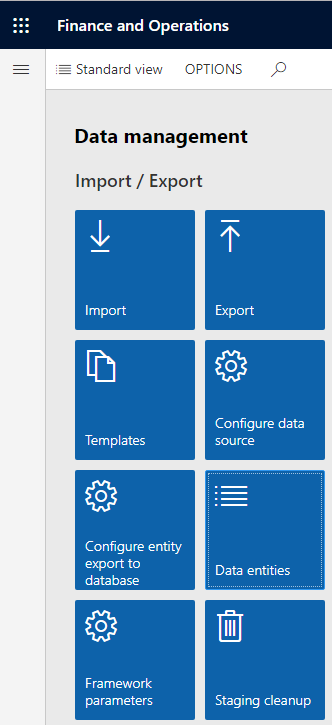 Finance and Operations
Standard view OPTIONS
Data management
Import / Export
Import
Export
Templates
Configure data
source
Configure entity
export to
database
Data entities
Framework
parameters
Staging cleanup